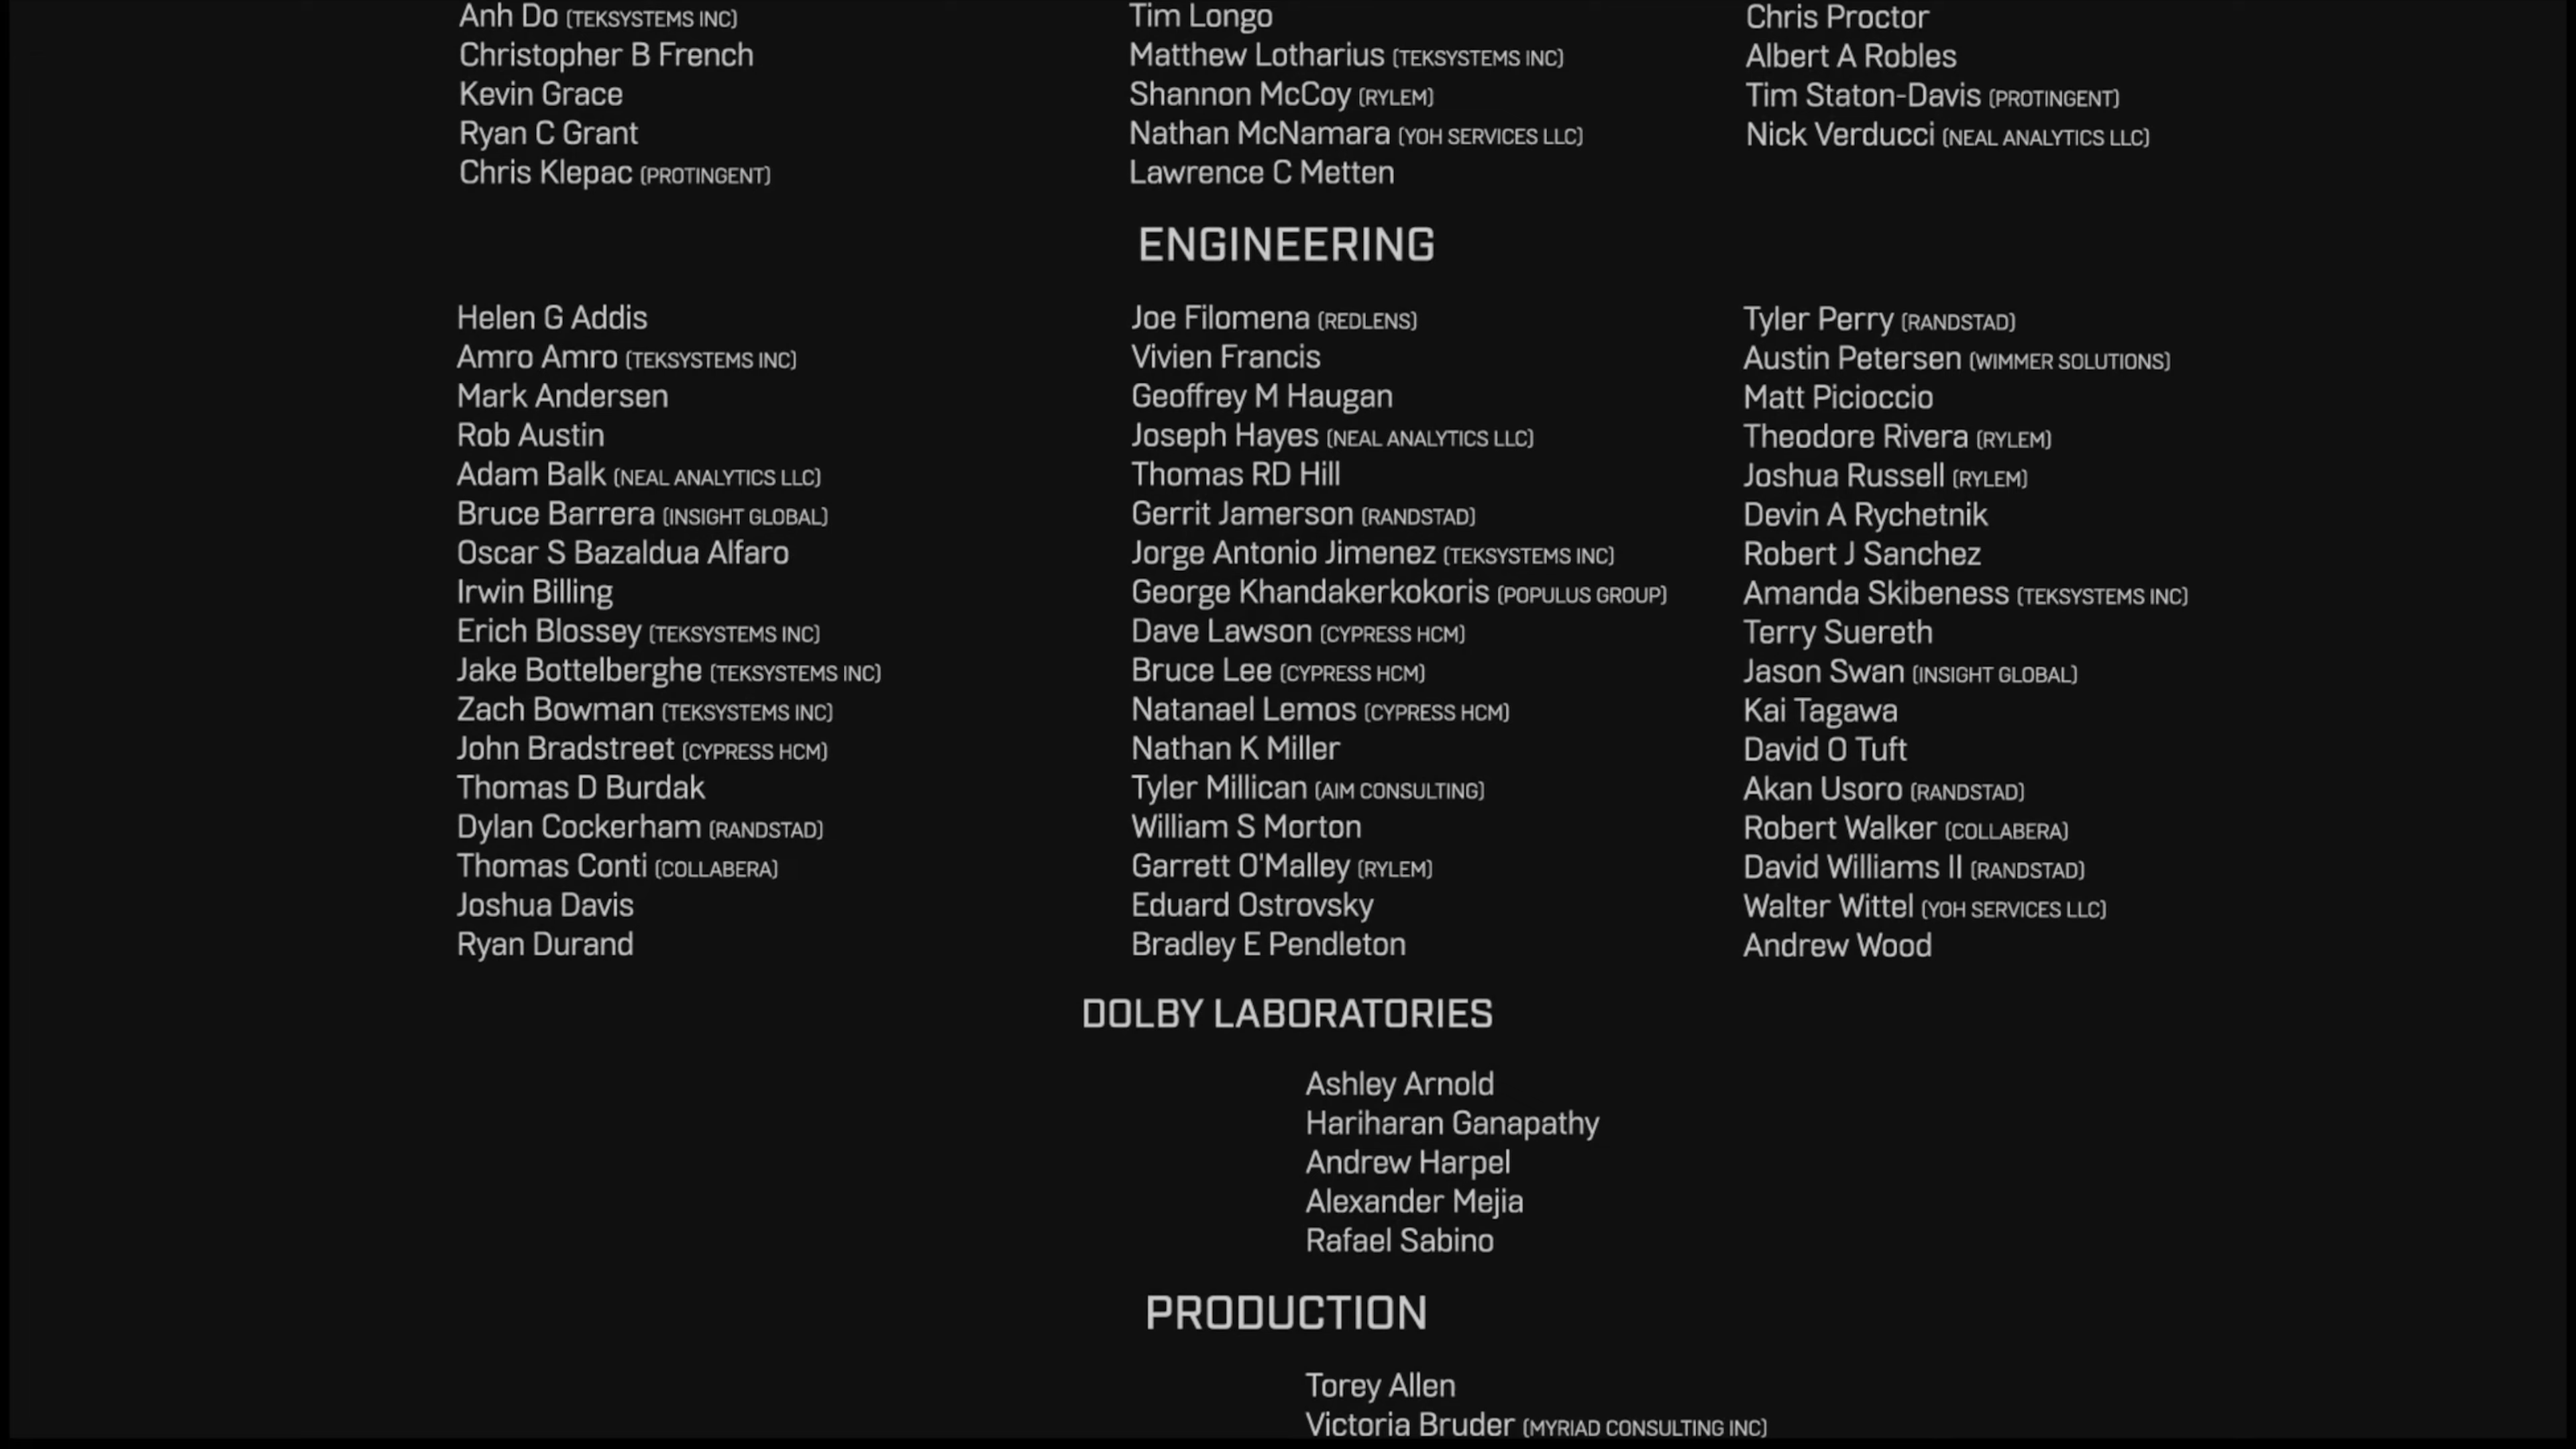 Anh Do (TEKSYSTEMS INC)
Christopher B French
Kevin Grace
Ryan C Grant
Chris Klepac (PROTINGENT)
Tim Longo
Matthew Lotharius (TEKSYSTEMS INC)
Shannon McCoy (RYLEM)
Nathan McNamara (YOH SERVICES LLC)
Lawrence C Metten
Chris Proctor
Albert A Robles
Tim Staton-Davis (PROTINGENT)
Nick Verducci (NEAL ANALYTICS LLC)
ENGINEERING
Helen G Addis
Amro Amro (TEKSYSTEMS INC)
Mark Andersen
Rob Austin
Adam Balk (NEAL ANALYTICS LLC)
Bruce Barrera (INSIGHT GLOBAL)
Oscar S Bazaldua Alfaro
Irwin Billing
Erich Blossey (TEKSYSTEMS INC)
Jake Bottelberghe (TEKSYSTEMS INC)
Zach Bowman (TEKSYSTEMS INC)
John Bradstreet (CYPRESS HCM)
Thomas D Burdak
Dylan Cockerham (RANDSTAD)
Thomas Conti (COLLABERA)
Joshua Davis
Ryan Durand
Joe Filomena (REDLENS)
Vivien Francis
Geoffrey M Haugan
Joseph Hayes (NEAL ANALYTICS LLC)
Thomas RD Hill
Gerrit Jamerson (RANDSTAD)
Jorge Antonio Jimenez (TEKSYSTEMS INC)
George Khandakerkokoris (POPULUS GROUP)
Dave Lawson (CYPRESS HCM)
Bruce Lee (CYPRESS HCM)
Natanael Lemos (CYPRESS HCM)
Nathan K Miller
Tyler Millican (AIM CONSULTING)
William S Morton
Garrett O'Malley (RYLEM)
Eduard Ostrovsky
Bradley E Pendleton
Tyler Perry (RANDSTAD)
Austin Petersen (WIMMER SOLUTIONS)
Matt Picioccio
Theodore Rivera (RYLEM)
Joshua Russell (RYLEM)
Devin A Rychetnik
Robert J Sanchez
Amanda Skibeness (TEKSYSTEMS INC)
Terry Suereth
Jason Swan (INSIGHT GLOBAL)
Kai Tagawa
David O Tuft
Akan Usoro (RANDSTAD)
Robert Walker (COLLABERA)
David Williams II (RANDSTAD)
Walter Wittel (YOH SERVICES LLC)
Andrew Wood
DOLBY LABORATORIES
Ashley Arnold
Hariharan Ganapathy
Andrew Harpel
Alexander Mejia
Rafael Sabino
PRODUCTION
Torey Allen
Victoria Bruder (MYRIAD CONSULTING INC)